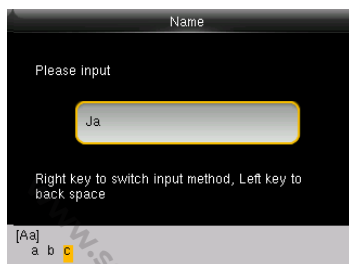 Name
Please input
Ja
Right key to switch input method, Left key to
back space
[Aa]
a b c